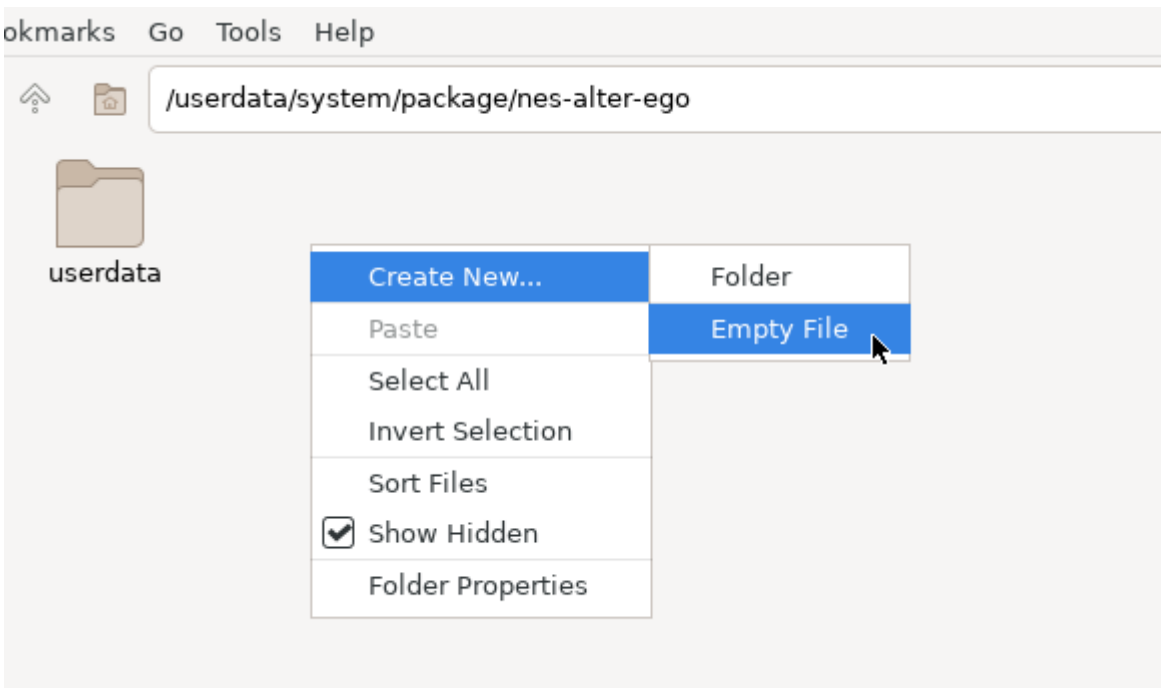 okmarks Go Tools Help
/userdata/system/package/nes-alter-ego
userdata
Create New... Folder
Paste Empty File
Select All
Invert Selection
Sort Files
Show Hidden
Folder Properties